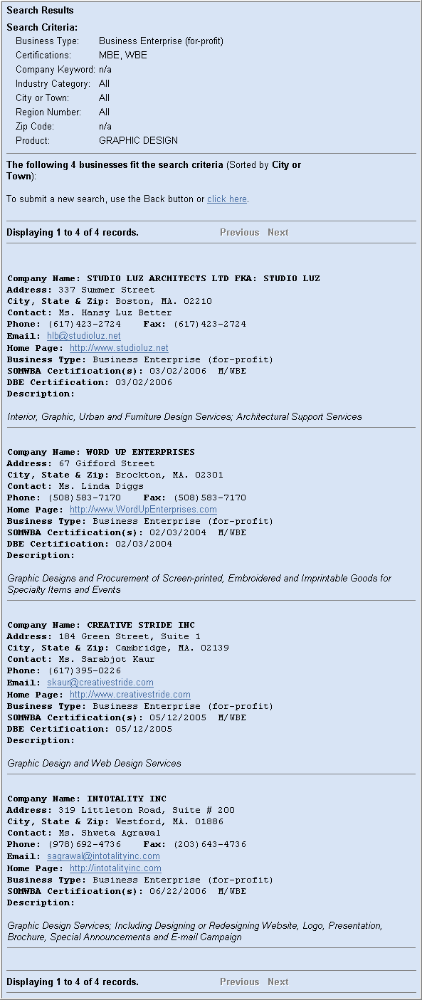 Search Results
Search Criteria:
Business Type: Business Enterprise (for-profit)
Certifications: MBE, WBE
Company Keyword: n/a
Industry Category: All
City or Town: All
Region Number: All
Zip Code: n/a
Product: GRAPHIC DESIGN
The following 4 businesses fit the search criteria (Sorted by City or
Town):
To submit a new search, use the Back button or click here.
Displaying 1 to 4 of 4 records. Previous Next
Company Name: STUDIO LUZ ARCHITECTS LTD FKA: STUDIO LUZ
Address: 337 Summer Street
City, State & Zip: Boston, MA. 02210
Contact: Ms. Hansy Luz Better
Phone: (617)423-2724 Fax: (617)423-2724
Email: hlb@studioluz.net
Home Page: http://www.studioluz.net
Business Type: Business Enterprise (for-profit)
SOMWBA Certification(s): 03/02/2006 M/WBE
DBE Certification: 03/02/2006
Description:
Interior, Graphic, Urban and Furniture Design Services; Architectural Support Services
Company Name: WORD UP ENTERPRISES
Address: 67 Gifford Street
City, State & Zip: Brockton, MA. 02301
Contact: Ms. Linda Diggs
Phone: (508)583-7170 Fax: (508)583-7170
Home Page: http://www.WordUpEnterprises.com
Business Type: Business Enterprise (for-profit)
SOMWBA Certification(s): 02/03/2004 M/WBE
DBE Certification: 02/03/2004
Description:
Graphic Designs and Procurement of Screen-printed, Embroidered and Imprintable Goods for
Specialty Items and Events
Company Name: CREATIVE STRIDE INC
Address: 184 Green Street, Suite 1
City, State & Zip: Cambridge, MA. 02139
Contact: Ms. Sarabjot Kaur
Phone: (617)395-0226
Email: skaur@creativestride.com
Home Page: http://www.creativestride.com
Business Type: Business Enterprise (for-profit)
SOMWBA Certification(s): 05/12/2005 M/WBE
DBE Certification: 05/12/2005
Description:
Graphic Design and Web Design Services
Company Name: INTOTALITY INC
Address: 319 Littleton Road, Suite # 200
City, State & Zip: Westford, MA. 01886
Contact: Ms. Shweta Agrawal
Phone: (978)692-4736 Fax: (203)643-4736
Email: sagrawal@intotalityinc.com
Home Page: http://intotalityinc.com
Business Type: Business Enterprise (for-profit)
SOMWBA Certification(s): 06/22/2006 M/WBE
Description:
Graphic Design Services; Including Designing or Redesigning Website, Logo, Presentation,
Brochure, Special Announcements and E-mail Campaign
Displaying 1 to 4 of 4 records. Previous Next